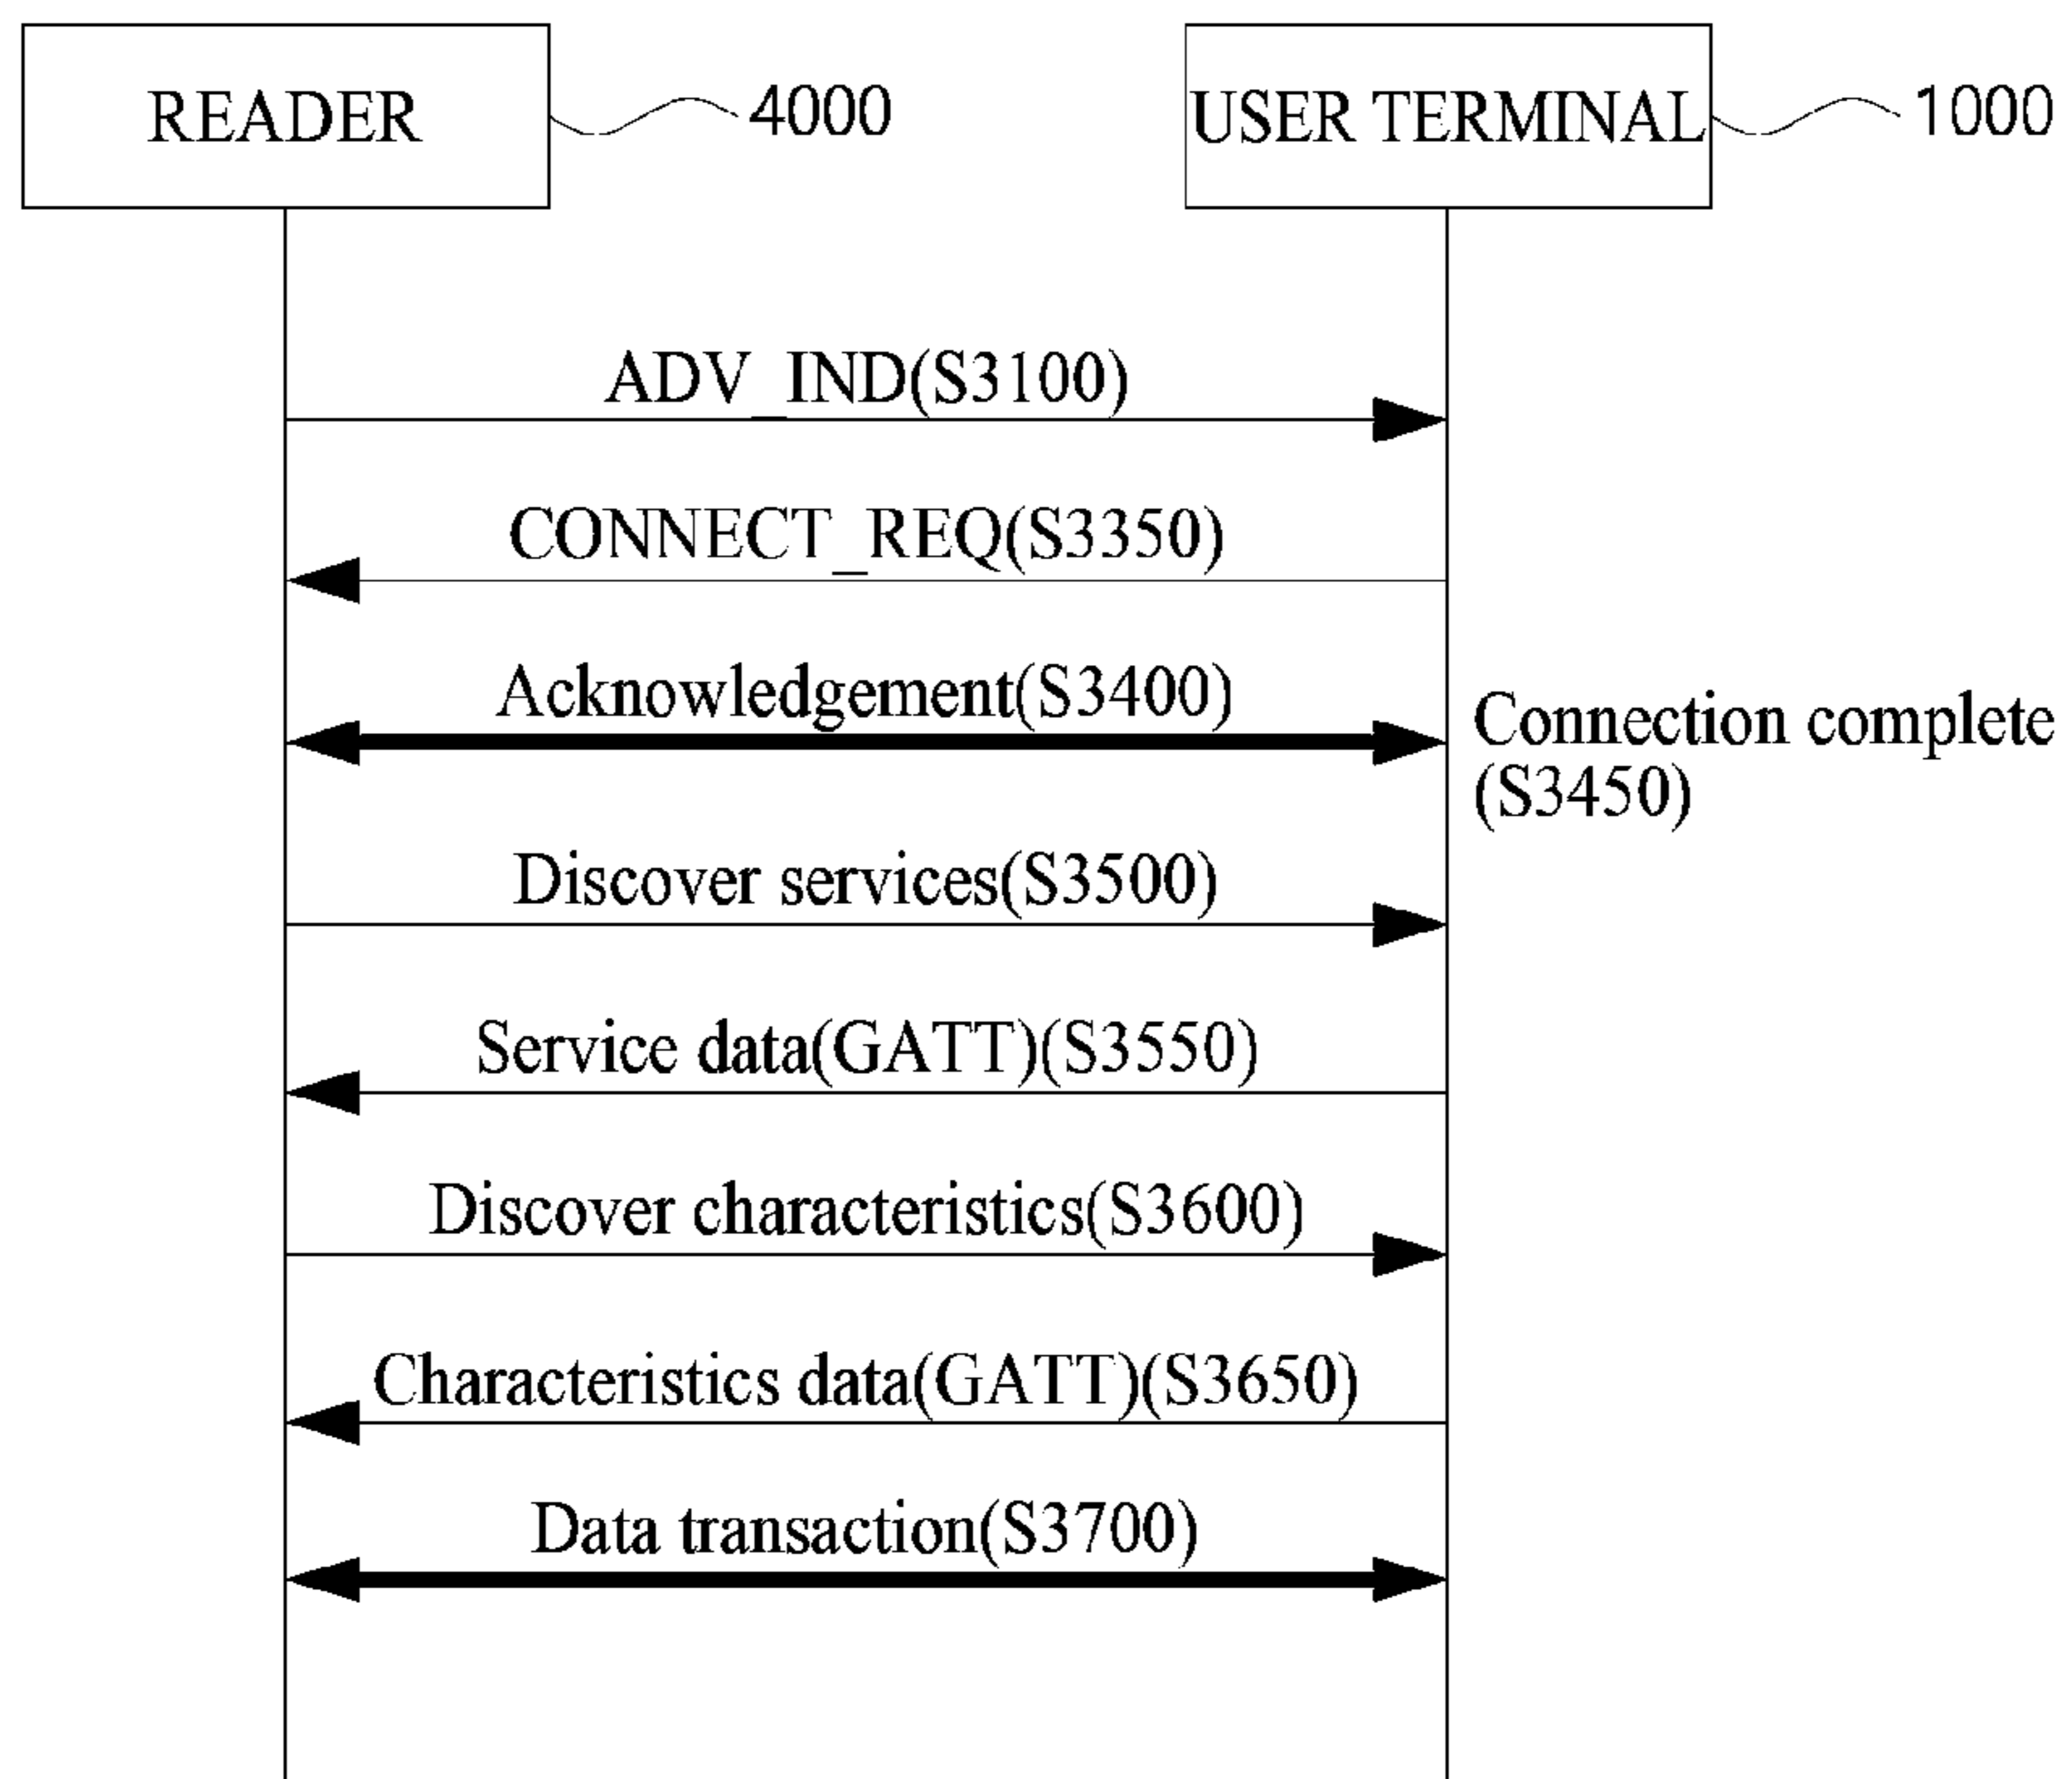 READER
4000
USER TERMINAL
1000
ADV_IND(S3100)
CONNECT_REQ(S3350)
Acknowledgement(S3400)
Connection complete
(S3450)
Discover services(S3500)
Service data(GATT)(S3550)
Discover characteristics(S3600)
Characteristics data(GATT)(S3650)
Data transaction(S3700)